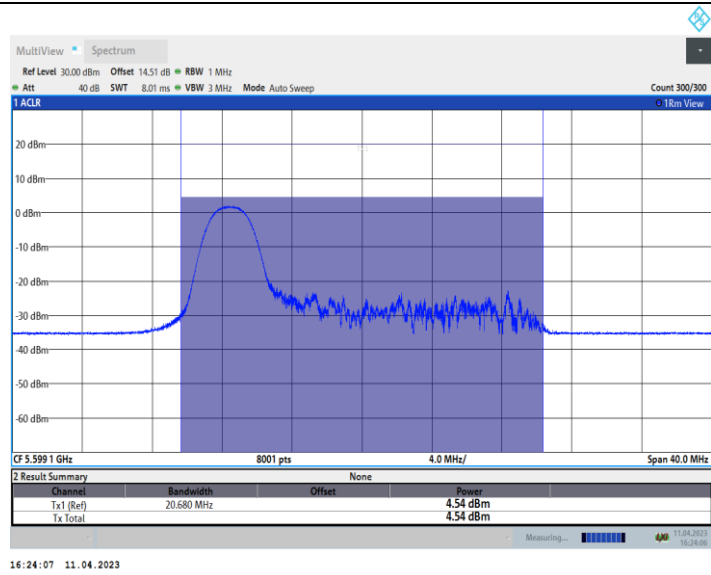 MultiView Spectrum
Ref Level 30.00 dBm Offset 14.51 dB RBW 1 MHz
Att 40 dB SWT 8.01 ms VBW 3 MHz Mode Auto Sweep Count 300/300
1 ACLR 1Rm View
20 dBm
10 dBm
0 dBm
-10 dBm
-20 dBm
-30 dBm
-40 dBm
-50 dBm
-60 dBm
CF 5.599 1 GHz 8001 pts 4.0 MHz/ Span 40.0 MHz
2 Result Summary None
Channel Bandwidth Offset Power
Tx1 (Ref) 20.680 MHz 4.54 dBm
Tx Total 4.54 dBm
Measuring... 11.04.2023
16:24:06
16:24:07 11.04.2023